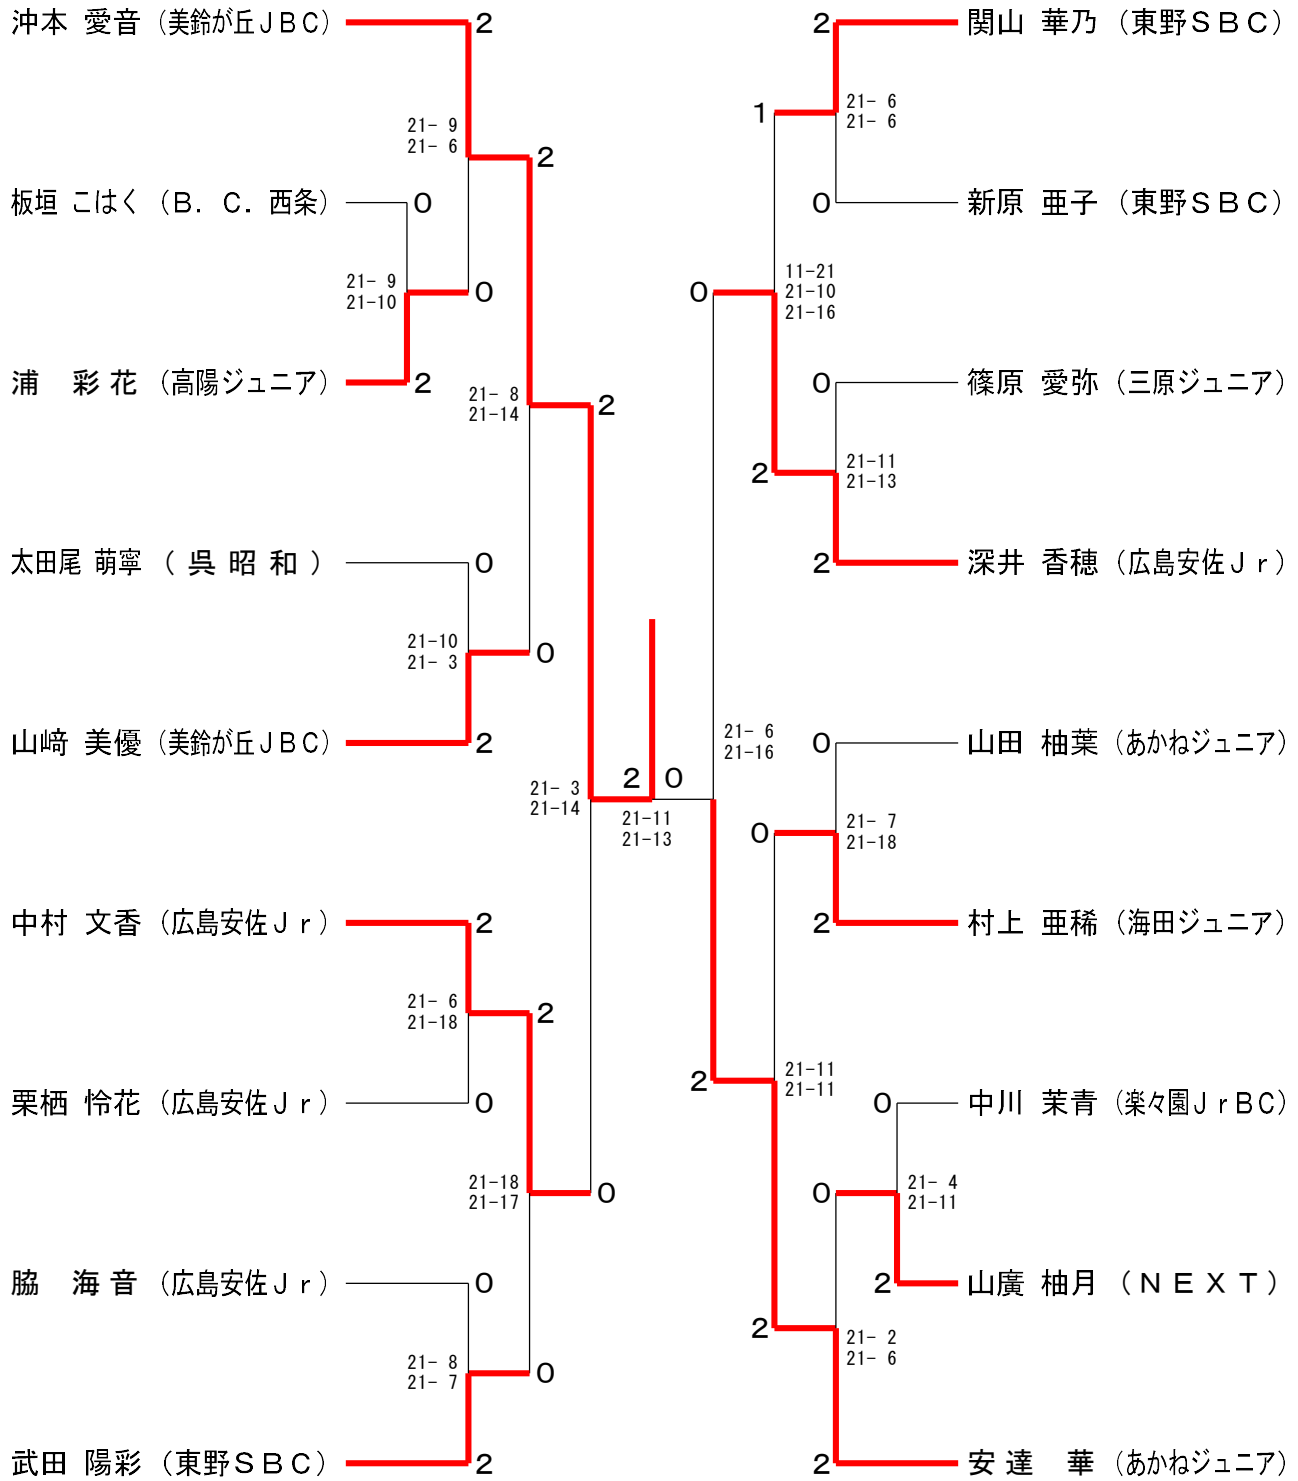 沖本 愛音 (美鈴が丘ＪＢＣ) 2
21- 9
21- 6
2
板垣 こはく (Ｂ．Ｃ．西条) 0
21- 9
21-10
0
浦 彩花 (高陽ジュニア) 2
21- 8
21-14
2
太田尾 萌寧 (呉昭和) 0
21-10
21- 3
0
山﨑 美優 (美鈴が丘ＪＢＣ) 2
21- 3
21-14
中村 文香 (広島安佐Ｊｒ) 2
21- 6
21-18
2
栗栖 怜花 (広島安佐Ｊｒ) 0
21-18
21-17
0
脇 海音 (広島安佐Ｊｒ) 0
21- 8
21- 7
0
武田 陽彩 (東野ＳＢＣ) 2
2 0
21-11
21-13
2 関山 華乃 (東野ＳＢＣ)
1
21- 6
21- 6
0 新原 亜子 (東野ＳＢＣ)
0
11-21
21-10
21-16
0 篠原 愛弥 (三原ジュニア)
2
21-11
21-13
2 深井 香穂 (広島安佐Ｊｒ)
21- 6
21-16
0 山田 柚葉 (あかねジュニア)
0
21- 7
21-18
2 村上 亜稀 (海田ジュニア)
2
21-11
21-11
0 中川 茉青 (楽々園ＪｒＢＣ)
0
21- 4
21-11
2 山廣 柚月 (ＮＥＸＴ)
2
21- 2
21- 6
2 安達 華 (あかねジュニア)